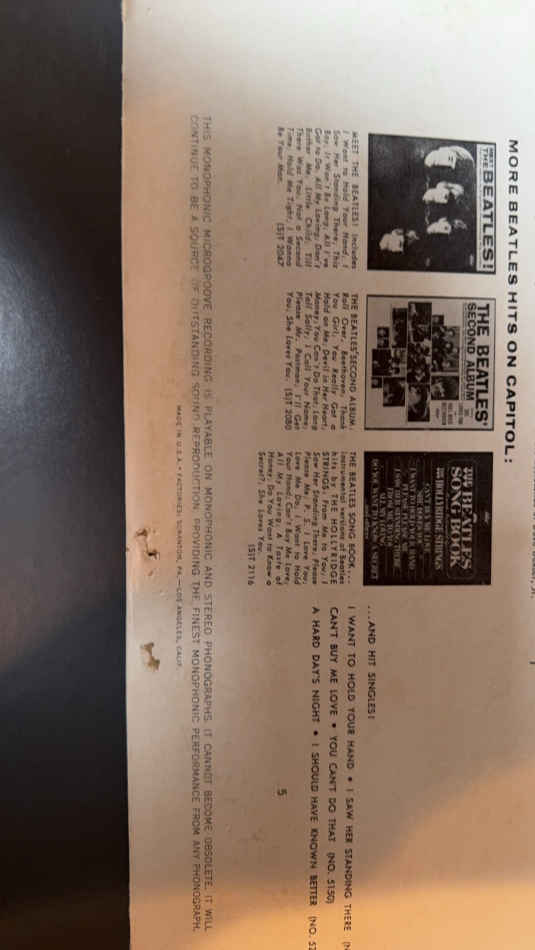 MORE BEATLES HITS ON CAPITOL:
MEET THE BEATLES!
THE BEATLES'
SECOND ALBUM
THE BEATLES
SONG BOOK
MEET THE BEATLES! Includes
I Want to Hold Your Hand, I
Saw Her Standing There, This
Boy, It Won't Be Long, All I've
Got to Do, All My Loving, Don't
Bother Me, Little Child, Till
There Was You, Not a Second
Time, Hold Me Tight, I Wanna
Be Your Man. (S)T 2047
THE BEATLES' SECOND ALBUM.
Roll Over, Beethoven, Thank
You Girl, You Really Got a
Hold on Me, Devil in Her Heart,
Money, You Can't Do That, Long
Tall Sally, I Call Your Name,
Please Mr. Postman, I'll Get
You, She Loves You. (S)T 2080
THE BEATLES SONG BOOK...
instrumental versions of Beatles
hits by THE HOLLYRIDGE
STRINGS: From Me to You, I
Saw Her Standing There, Please
Please Me, P. S. I Love You,
Love Me Do, I Want to Hold
Your Hand, Can't Buy Me Love,
All My Loving, A Taste of
Honey, Do You Want to Know a
Secret?, She Loves You.
(S)T 2116
...AND HIT SINGLES!
I WANT TO HOLD YOUR HAND • I SAW HER STANDING THERE
CAN'T BUY ME LOVE • YOU CAN'T DO THAT (NO. 5150)
A HARD DAY'S NIGHT • I SHOULD HAVE KNOWN BETTER (NO.
5
THIS MONOPHONIC MICROGROOVE RECORDING IS PLAYABLE ON MONOPHONIC AND STEREO PHONOGRAPHS. IT CANNOT BECOME OBSOLETE. IT WILL
CONTINUE TO BE A SOURCE OF OUTSTANDING SOUND REPRODUCTION, PROVIDING THE FINEST MONOPHONIC PERFORMANCE FROM ANY PHONOGRAPH.
MADE IN U.S.A. • FACTORIES: SCRANTON, PA.—LOS ANGELES, CALIF.